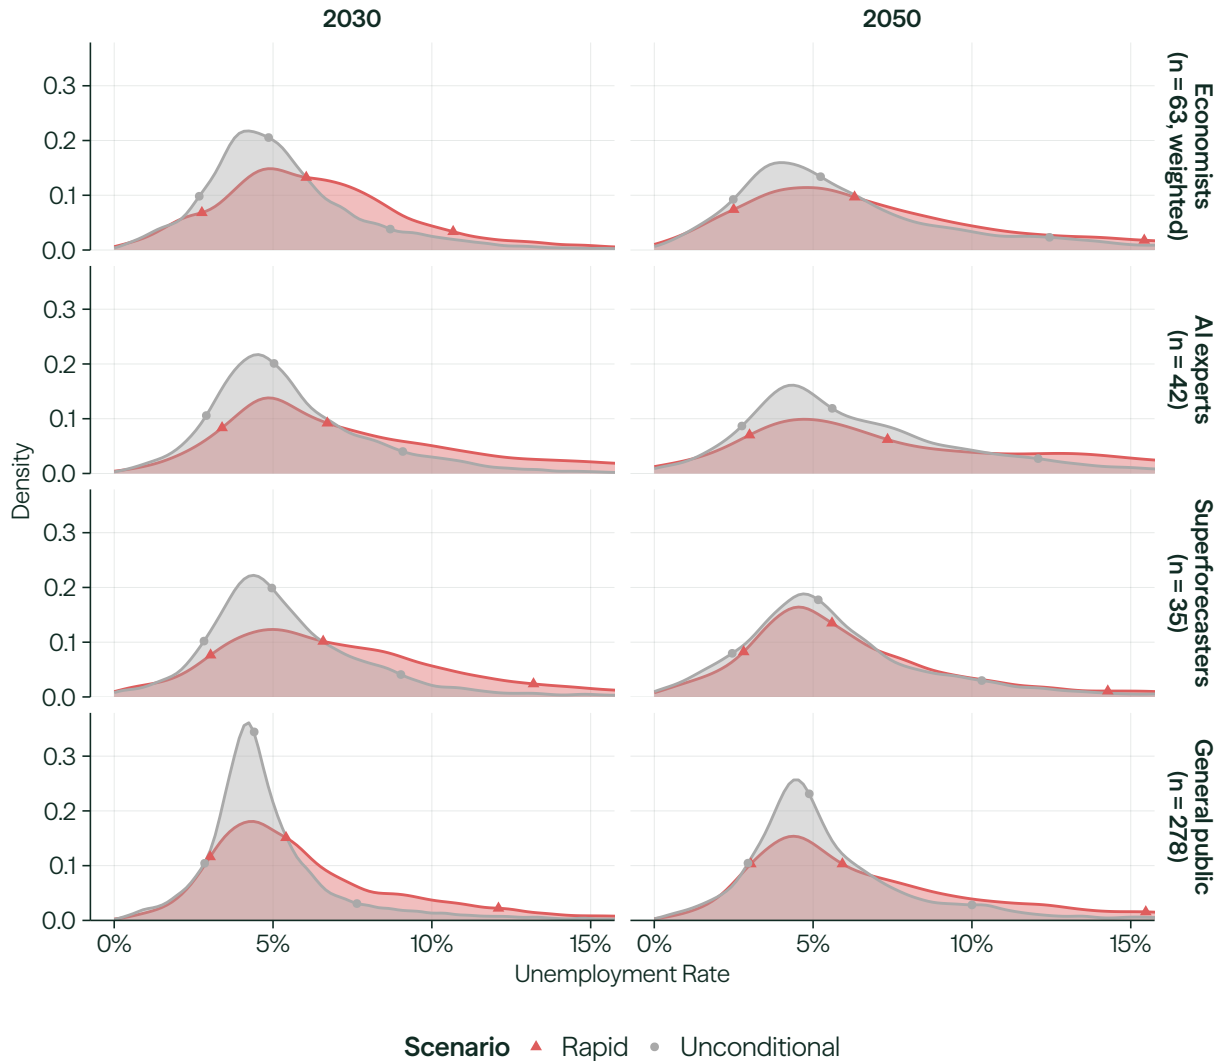 2030
2050
0.3
0.2
0.1
0.0
Economists
(n = 63, weighted)
0.3
0.2
0.1
0.0
AI experts
(n = 42)
0.3
0.2
0.1
0.0
Superforecasters
(n = 35)
0.3
0.2
0.1
0.0
General public
(n = 278)
Density
0% 5% 10% 15% 0% 5% 10% 15%
Unemployment Rate
Scenario Rapid Unconditional